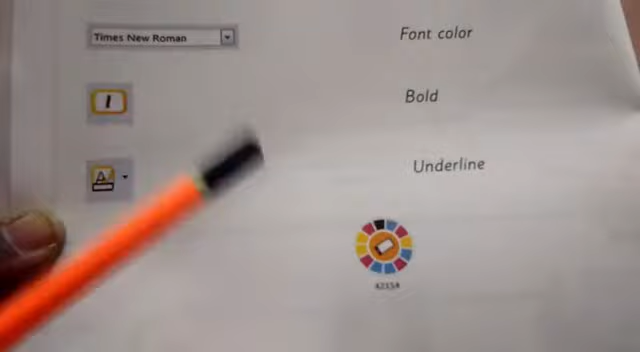 Times New Roman
Font color
I
Bold
A
Underline